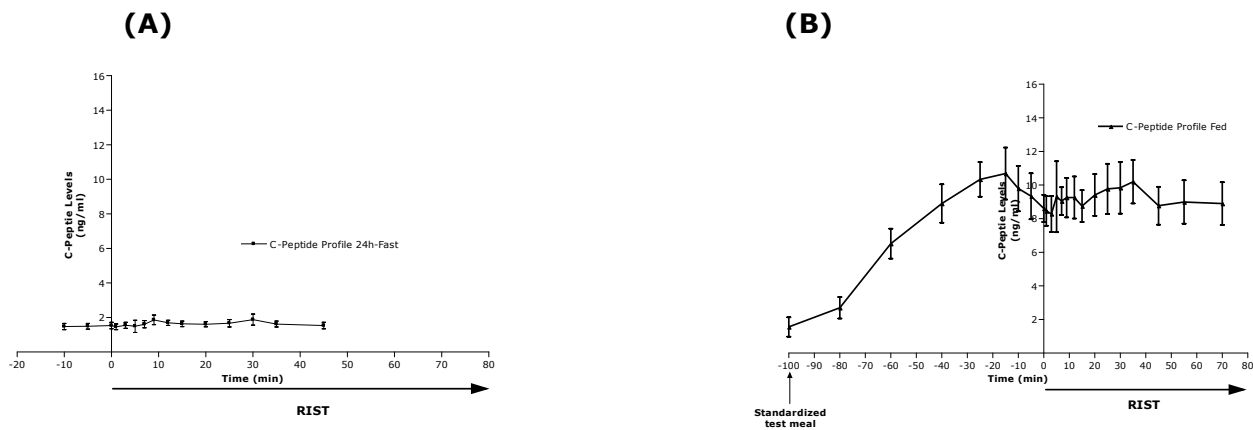 (A)
16
14
12
10
8
6
4
2
C-Peptie Levels
(ng/ml)
C-Peptide Profile 24h-Fast
-20 -10 0 10 20 30 40 50 60 70 80
Time (min)
RIST
(B)
16
14
12
10
8
6
4
2
C-Peptie Levels
(ng/ml)
C-Peptide Profile Fed
-100 -90 -80 -70 -60 -50 -40 -30 -20 -10 0 10 20 30 40 50 60 70 80
Time (min)
Standardized
test meal
RIST